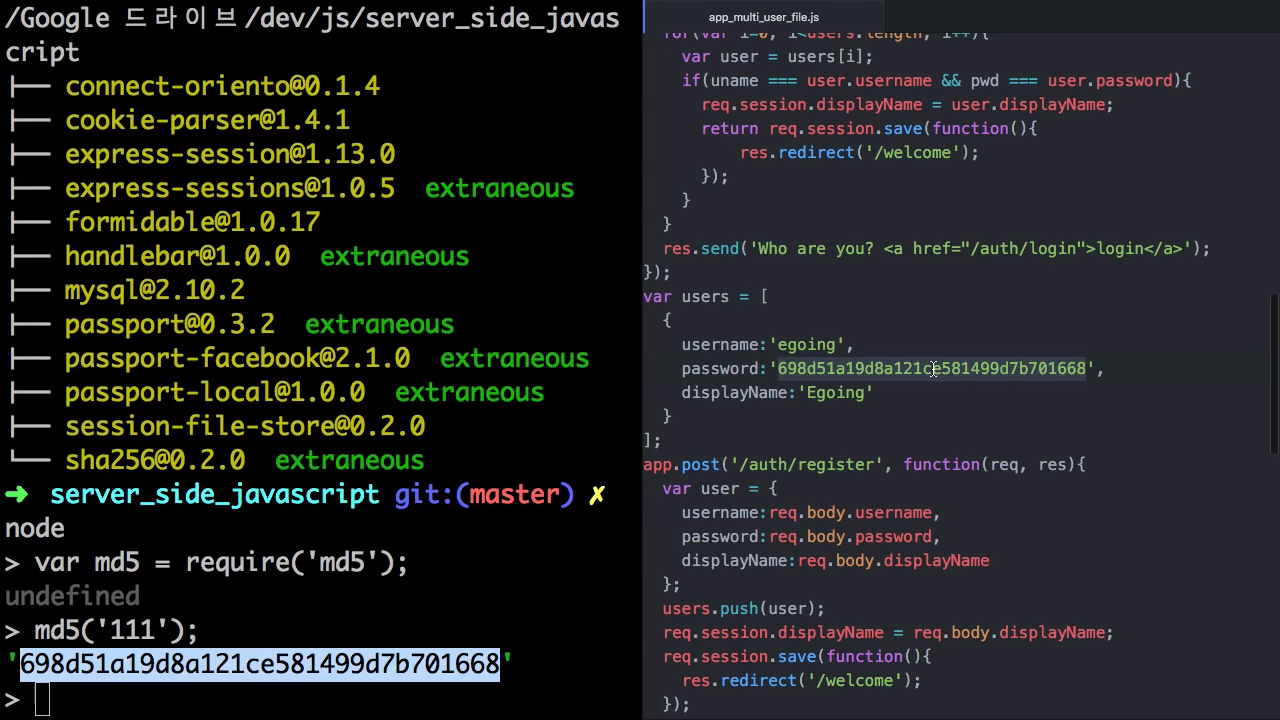 /Google 드라이브/dev/js/server_side_javas
cript
├── connect-oriento@0.1.4
├── cookie-parser@1.4.1
├── express-session@1.13.0
├── express-sessions@1.0.5  extraneous
├── formidable@1.0.17
├── handlebar@1.0.0  extraneous
├── mysql@2.10.2
├── passport@0.3.2  extraneous
├── passport-facebook@2.1.0  extraneous
├── passport-local@1.0.0  extraneous
├── session-file-store@0.2.0
└── sha256@0.2.0  extraneous
➜  server_side_javascript git:(master) ✗
node
> var md5 = require('md5');
undefined
> md5('111');
'698d51a19d8a121ce581499d7b701668'
>
app_multi_user_file.js
for(var i=0; i<users.length; i++){
var user = users[i];
if(uname === user.username && pwd === user.password){
req.session.displayName = user.displayName;
return req.session.save(function(){
res.redirect('/welcome');
});
}
}
res.send('Who are you? <a href="/auth/login">login</a>');
});
var users = [
{
username:'egoing',
password:'698d51a19d8a121ce581499d7b701668',
displayName:'Egoing'
}
];
app.post('/auth/register', function(req, res){
var user = {
username:req.body.username,
password:req.body.password,
displayName:req.body.displayName
};
users.push(user);
req.session.displayName = req.body.displayName;
req.session.save(function(){
res.redirect('/welcome');
});